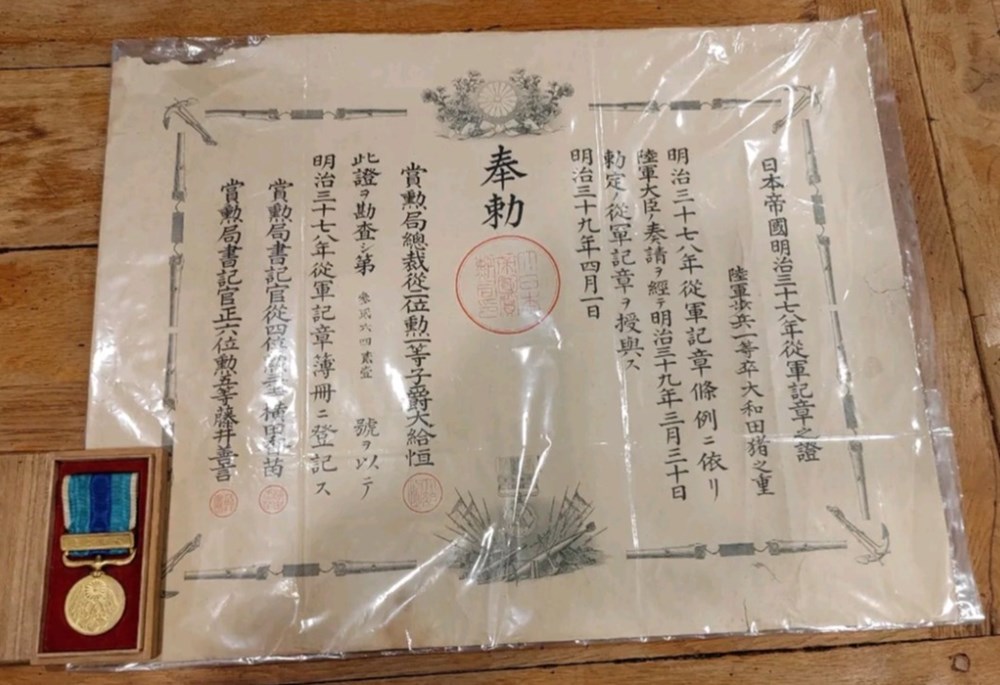 日本帝國明治三十七八年從軍記章之證
陸軍 兵一等卒大和田猪之重
明治三十七八年從軍記章條例ニ依リ
陸軍大臣ノ奏請ヲ經テ明治三十九年三月三十日
勅定ノ從軍記章ヲ授與ス
明治三十九年四月一日
奉勅
賞勲局總裁從二位勲一等子爵大給恒
此證ヲ勘査シ第 六四 號ヲ以テ
明治三十七八年從軍記章簿冊ニ登記ス
賞勲局書記官從四位勲 等横田香苗
賞勲局書記官正六位勲五等藤井善言